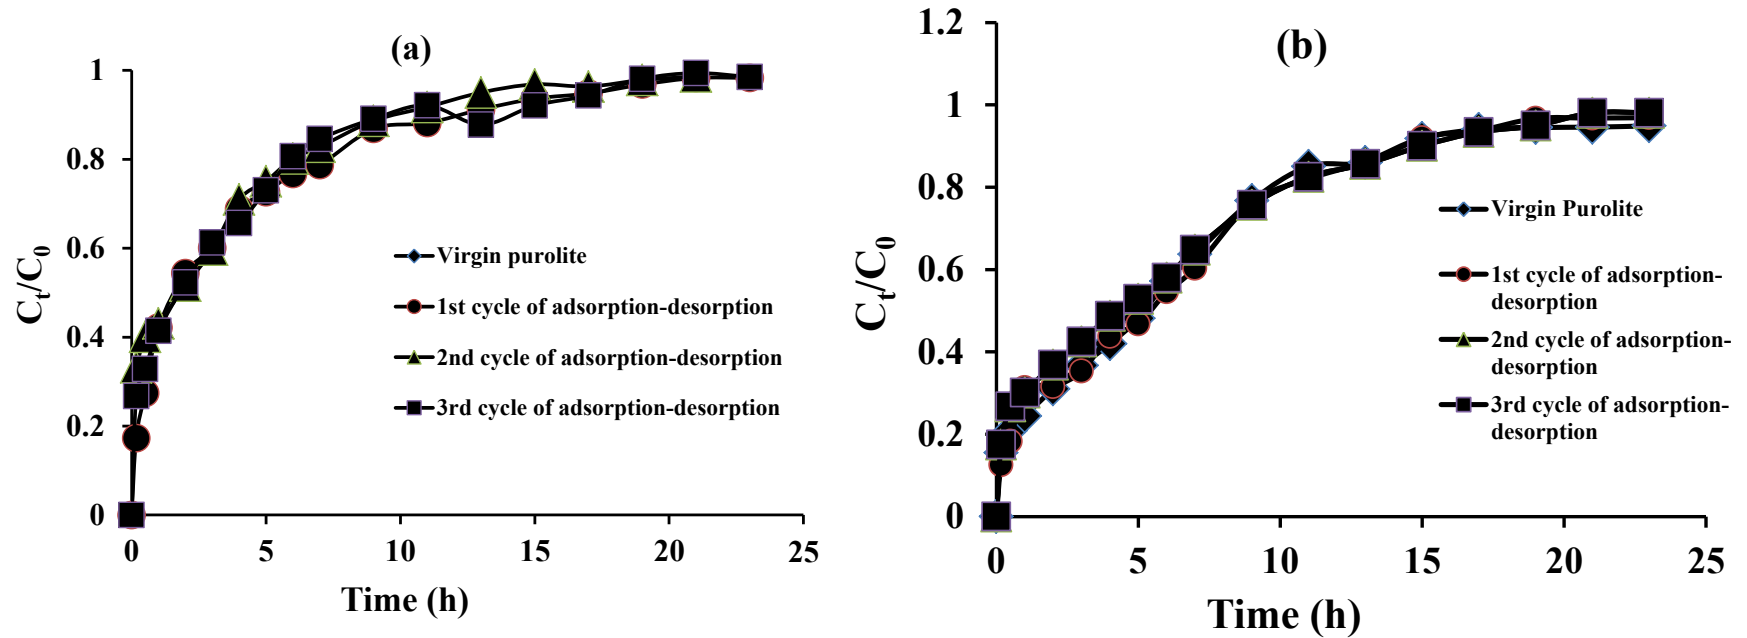 (a)
1
0.8
0.6
0.4
0.2
0
0 5 10 15 20 25
Time (h)
Ct/C0
Virgin purolite
1st cycle of adsorption-desorption
2nd cycle of adsorption-desorption
3rd cycle of adsorption-desorption
(b)
1.2
1
0.8
0.6
0.4
0.2
0
0 5 10 15 20 25
Time (h)
Ct/C0
Virgin Purolite
1st cycle of adsorption-
desorption
2nd cycle of adsorption-
desorption
3rd cycle of adsorption-
desorption